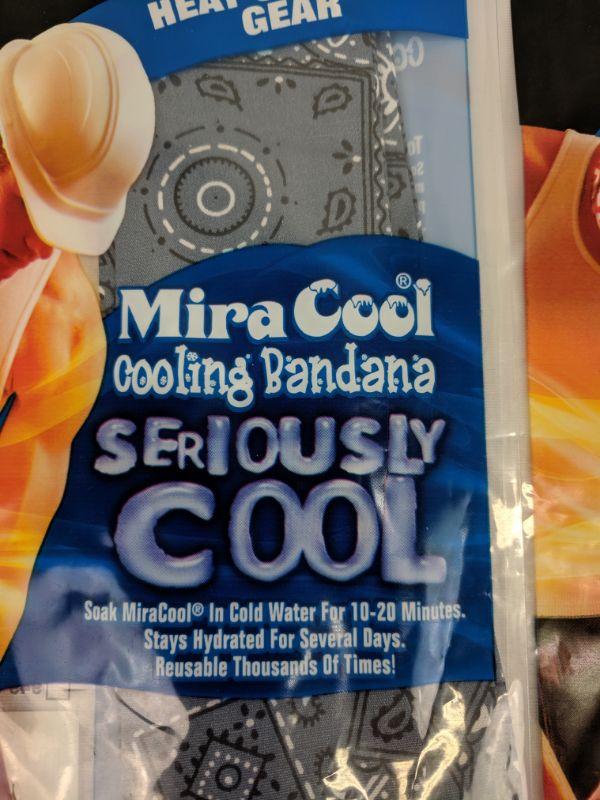 GEAR
Mira Cool®
Cooling Bandana
SERIOUSLY
COOL
Soak MiraCool® In Cold Water For 10-20 Minutes.
Stays Hydrated For Several Days.
Reusable Thousands Of Times!